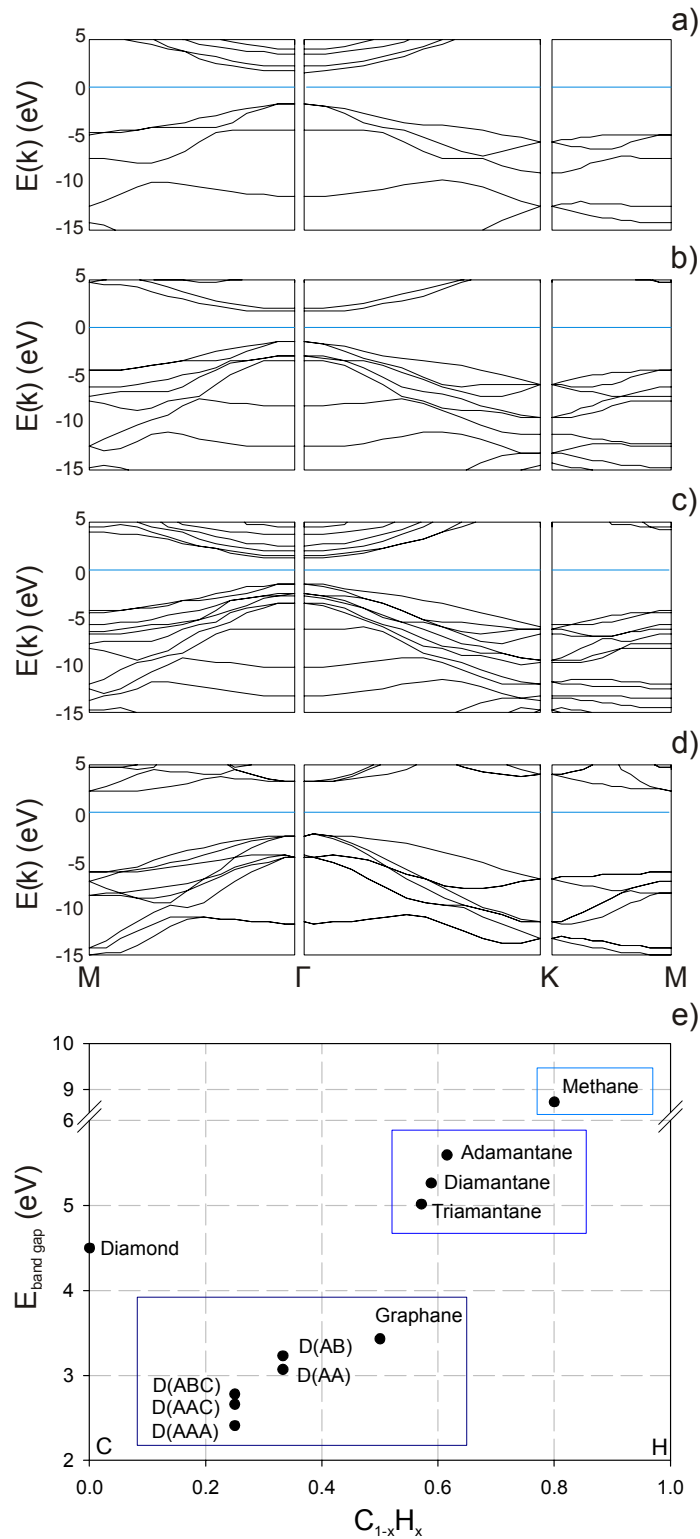 a)
5
0
-5
-10
-15
E(k) (eV)
b)
5
0
-5
-10
-15
E(k) (eV)
c)
5
0
-5
-10
-15
E(k) (eV)
d)
5
0
-5
-10
-15
E(k) (eV)
M Γ K M
e)
10
9
6
5
4
3
2
E band gap (eV)
Methane
Adamantane
Diamantane
Triamantane
Diamond
Graphane
D(AB)
D(AA)
D(ABC)
D(AAC)
D(AAA)
C H
0.0 0.2 0.4 0.6 0.8 1.0
C1-xHx